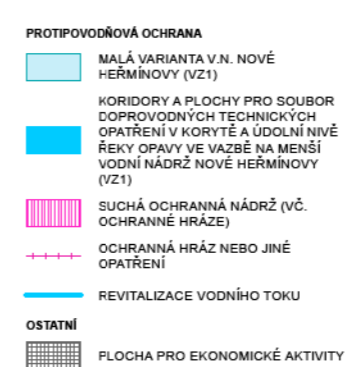 PROTIPOVODŇOVÁ OCHRANA
MALÁ VARIANTA V.N. NOVÉ
HEŘMÍNOVY (VZ1)
KORIDORY A PLOCHY PRO SOUBOR
DOPROVODNÝCH TECHNICKÝCH
OPATŘENÍ V KORYTĚ A ÚDOLNÍ NIVĚ
ŘEKY OPAVY VE VAZBĚ NA MENŠÍ
VODNÍ NÁDRŽ NOVÉ HEŘMÍNOVY
(VZ1)
SUCHÁ OCHRANNÁ NÁDRŽ (VČ.
OCHRANNÉ HRÁZE)
OCHRANNÁ HRÁZ NEBO JINÉ
OPATŘENÍ
REVITALIZACE VODNÍHO TOKU
OSTATNÍ
PLOCHA PRO EKONOMICKÉ AKTIVITY